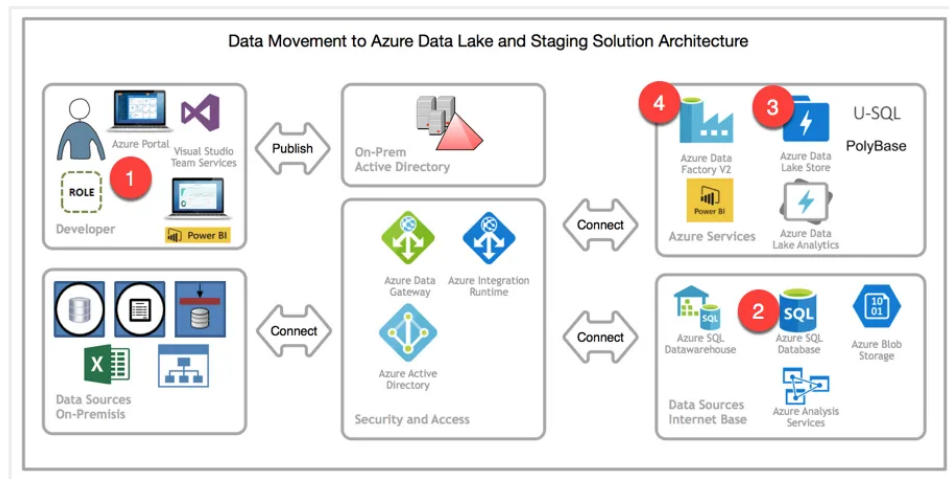 Data Movement to Azure Data Lake and Staging Solution Architecture
Azure Portal
Visual Studio
Team Services
ROLE
1
Power BI
Developer
Publish
On-Prem
Active Directory
4
Azure Data
Factory V2
3
Azure Data
Lake Store
U-SQL
PolyBase
Power BI
Azure Services
Azure Data
Lake Analytics
Connect
Azure Data
Gateway
Azure Integration
Runtime
Azure Active
Directory
Security and Access
X
Data Sources
On-Premisis
Connect
Connect
SQL
Azure SQL
Datawarehouse
2
SQL
Azure SQL
Database
10
01
Azure Blob
Storage
Azure Analysis
Services
Data Sources
Internet Base